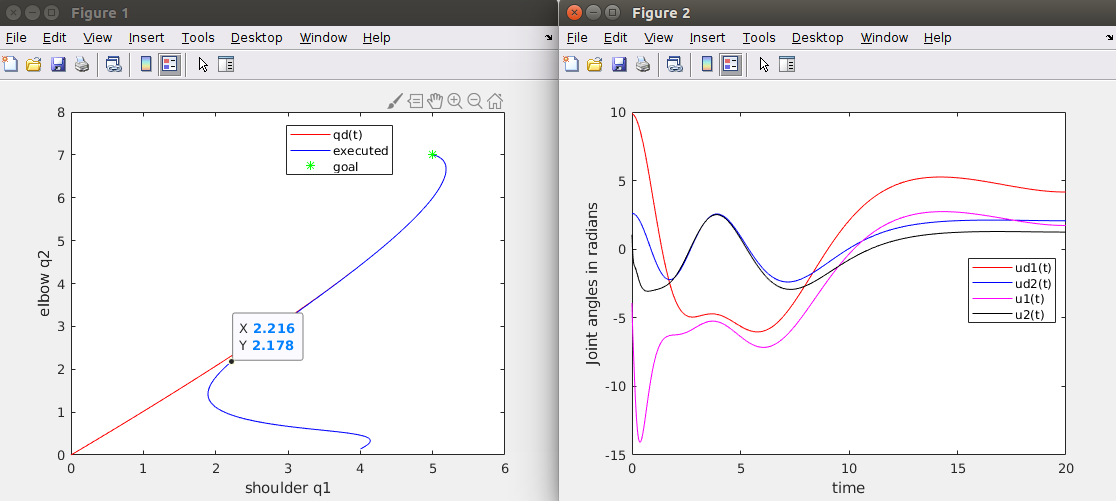 Figure 1
File Edit View Insert Tools Desktop Window Help
8
7
6
5
4
3
2
1
0
elbow q2
qd(t)
executed
goal
X 2.216
Y 2.178
0 1 2 3 4 5 6
shoulder q1
Figure 2
File Edit View Insert Tools Desktop Window Help
10
5
0
-5
-10
-15
Joint angles in radians
ud1(t)
ud2(t)
u1(t)
u2(t)
0 5 10 15 20
time